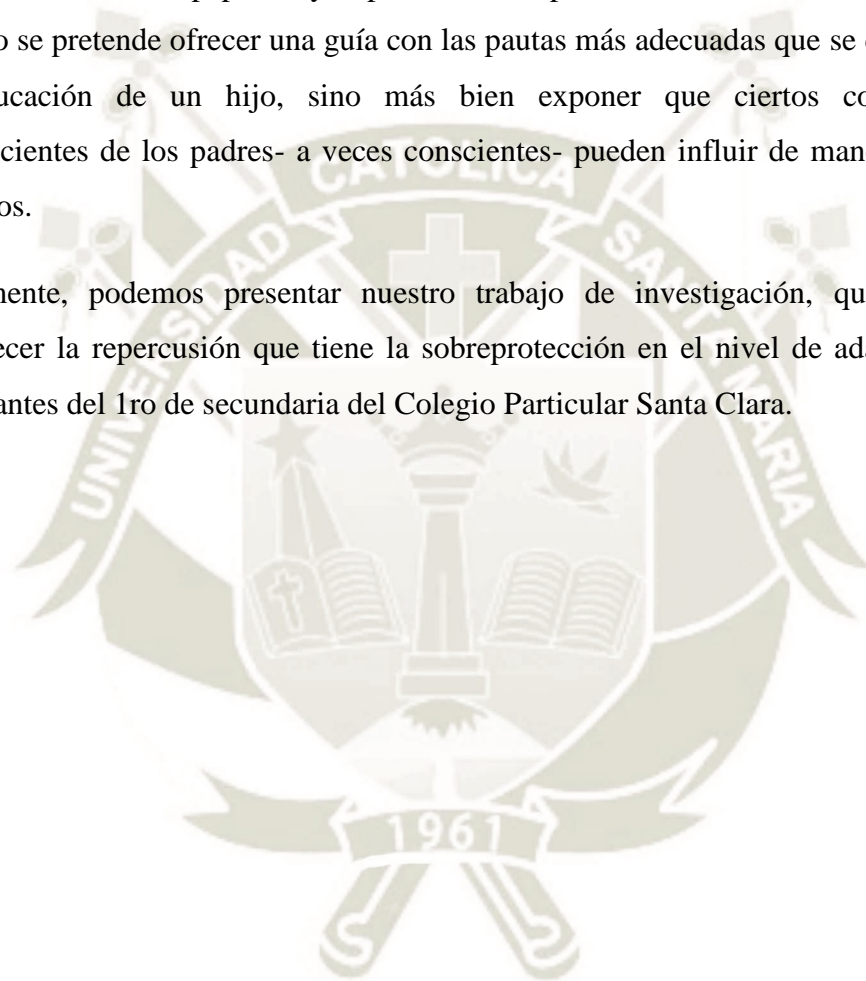 o se pretende ofrecer una guía con las pautas más adecuadas que se
ucación de un hijo, sino más bien exponer que ciertos co
cientes de los padres- a veces conscientes- pueden influir de man
os.
nente, podemos presentar nuestro trabajo de investigación, qu
ecer la repercusión que tiene la sobreprotección en el nivel de ada
antes del 1ro de secundaria del Colegio Particular Santa Clara.
UNIVERSIDAD CATOLICA SANTA MARIA
1961